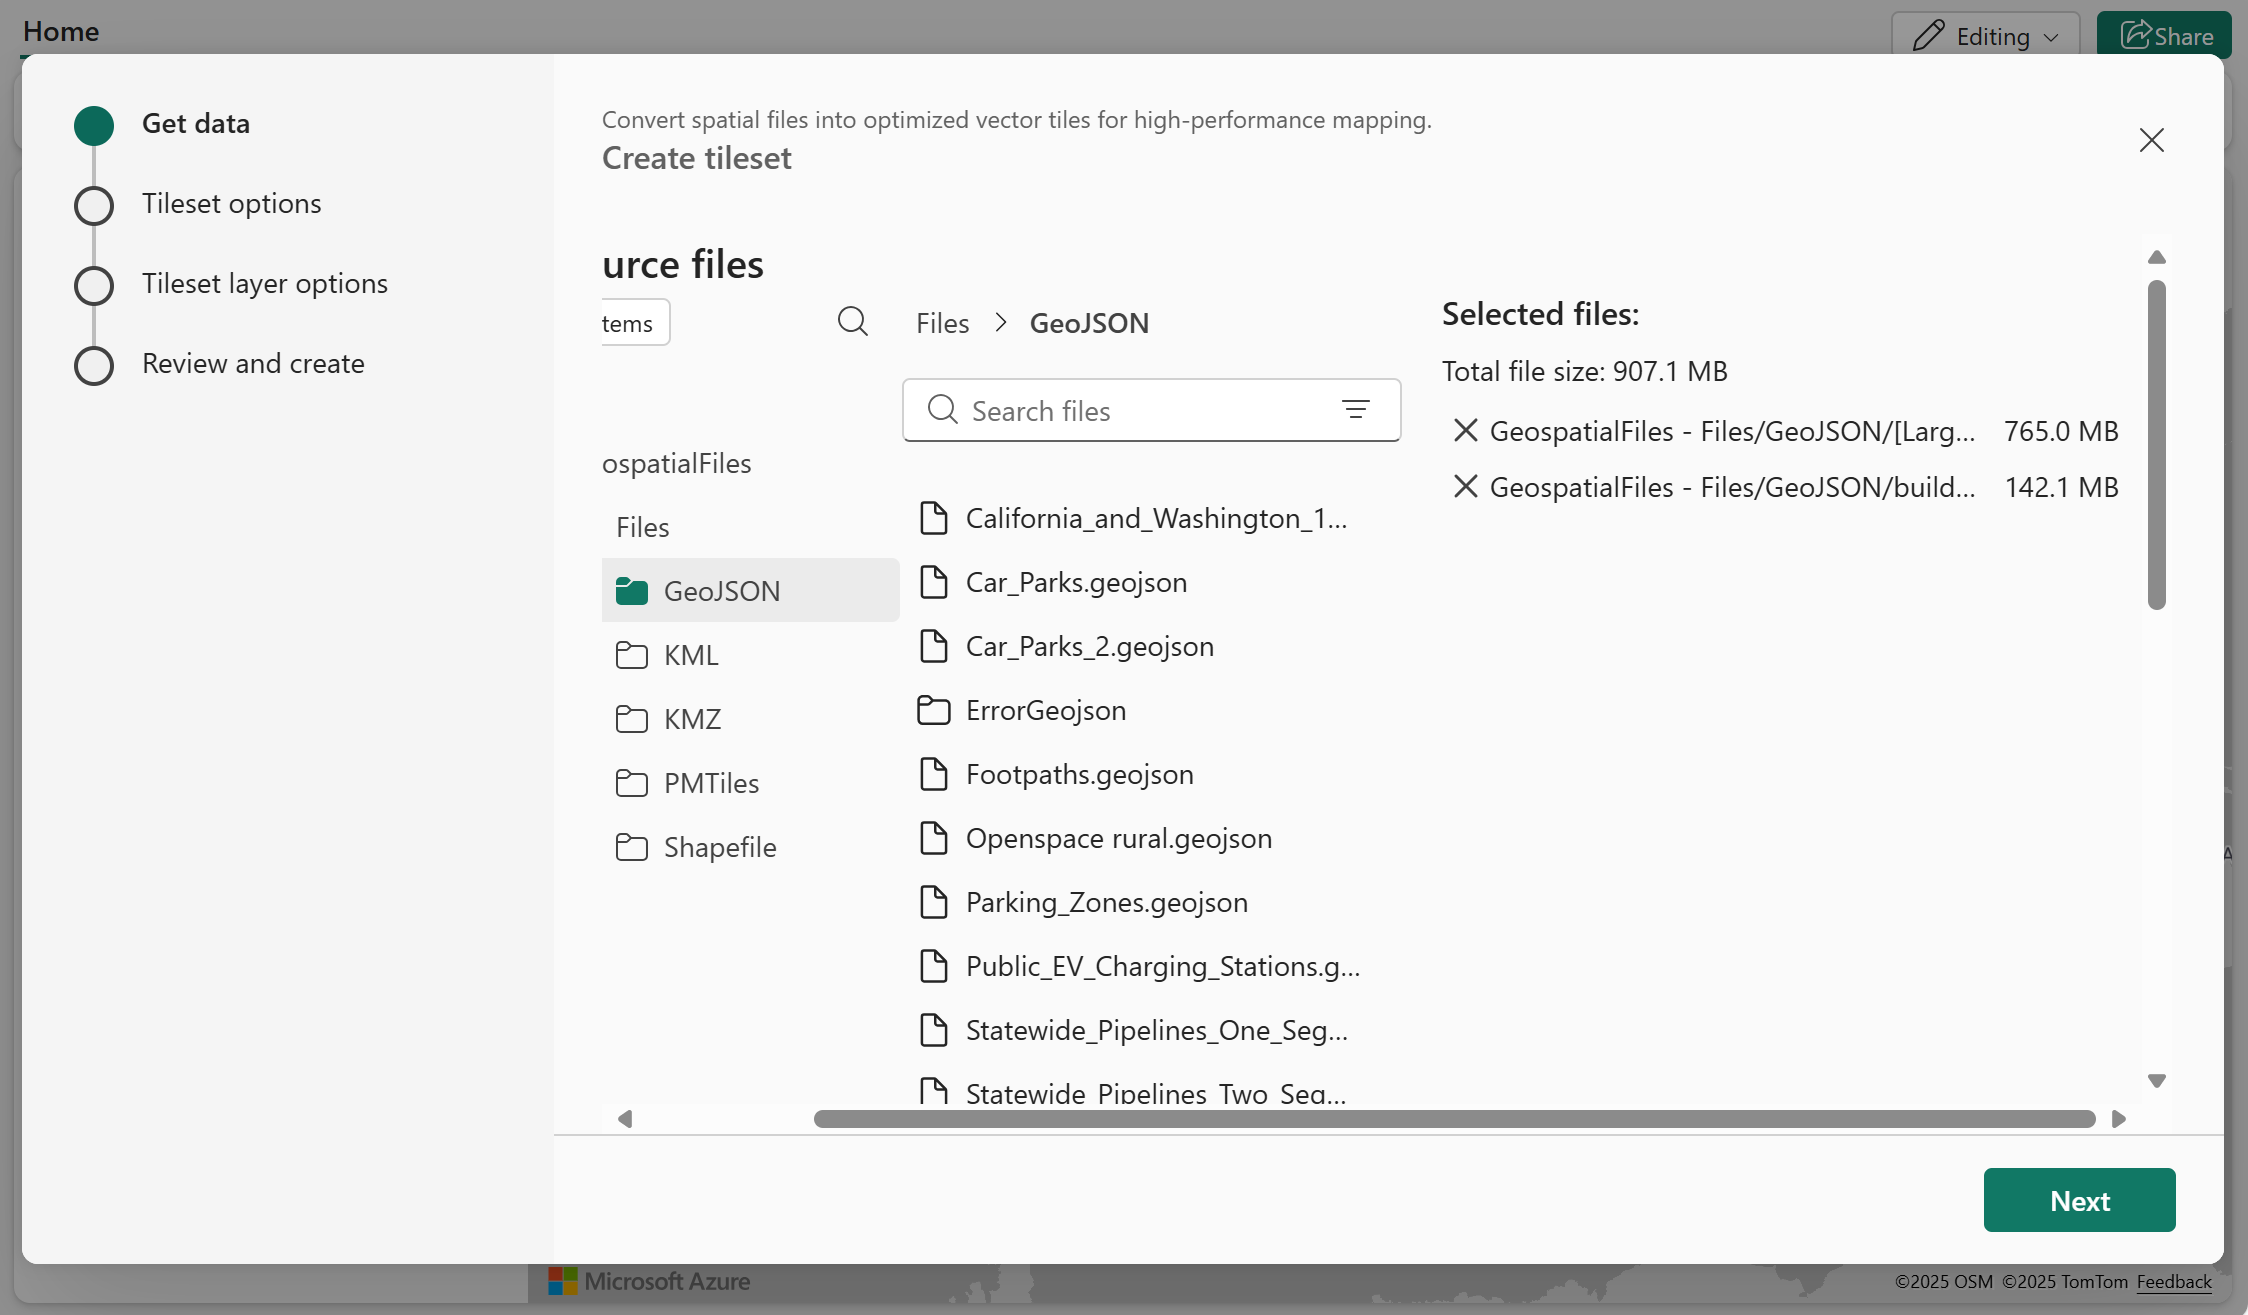 Home
Editing
Share
Get data
Tileset options
Tileset layer options
Review and create
Convert spatial files into optimized vector tiles for high-performance mapping.
Create tileset
urce files
tems
ospatialFiles
Files
GeoJSON
KML
KMZ
PMTiles
Shapefile
Files > GeoJSON
Search files
California_and_Washington_1...
Car_Parks.geojson
Car_Parks_2.geojson
ErrorGeojson
Footpaths.geojson
Openspace rural.geojson
Parking_Zones.geojson
Public_EV_Charging_Stations.g...
Statewide_Pipelines_One_Seg...
Statewide_Pipelines_Two_Seg...
Selected files:
Total file size: 907.1 MB
GeospatialFiles - Files/GeoJSON/[Larg... 765.0 MB
GeospatialFiles - Files/GeoJSON/build... 142.1 MB
Next
Microsoft Azure
©2025 OSM ©2025 TomTom Feedback